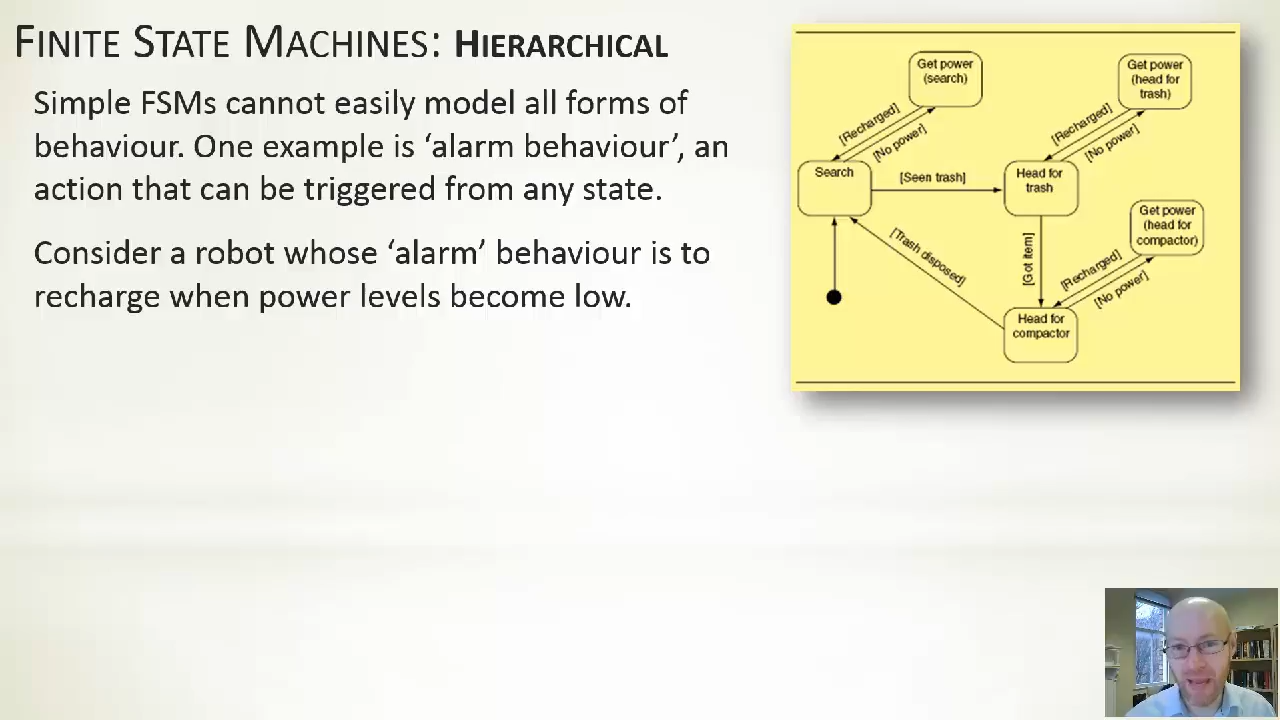 FINITE STATE MACHINES: HIERARCHICAL
Simple FSMs cannot easily model all forms of
behaviour. One example is ‘alarm behaviour’, an
action that can be triggered from any state.
Consider a robot whose ‘alarm’ behaviour is to
recharge when power levels become low.
Get power
(search)
Get power
(head for
trash)
[Recharged]
[No power]
[Recharged]
[No power]
Search
[Seen trash]
Head for
trash
Get power
(head for
compactor)
[Trash disposed]
[Got item]
[Recharged]
[No power]
Head for
compactor